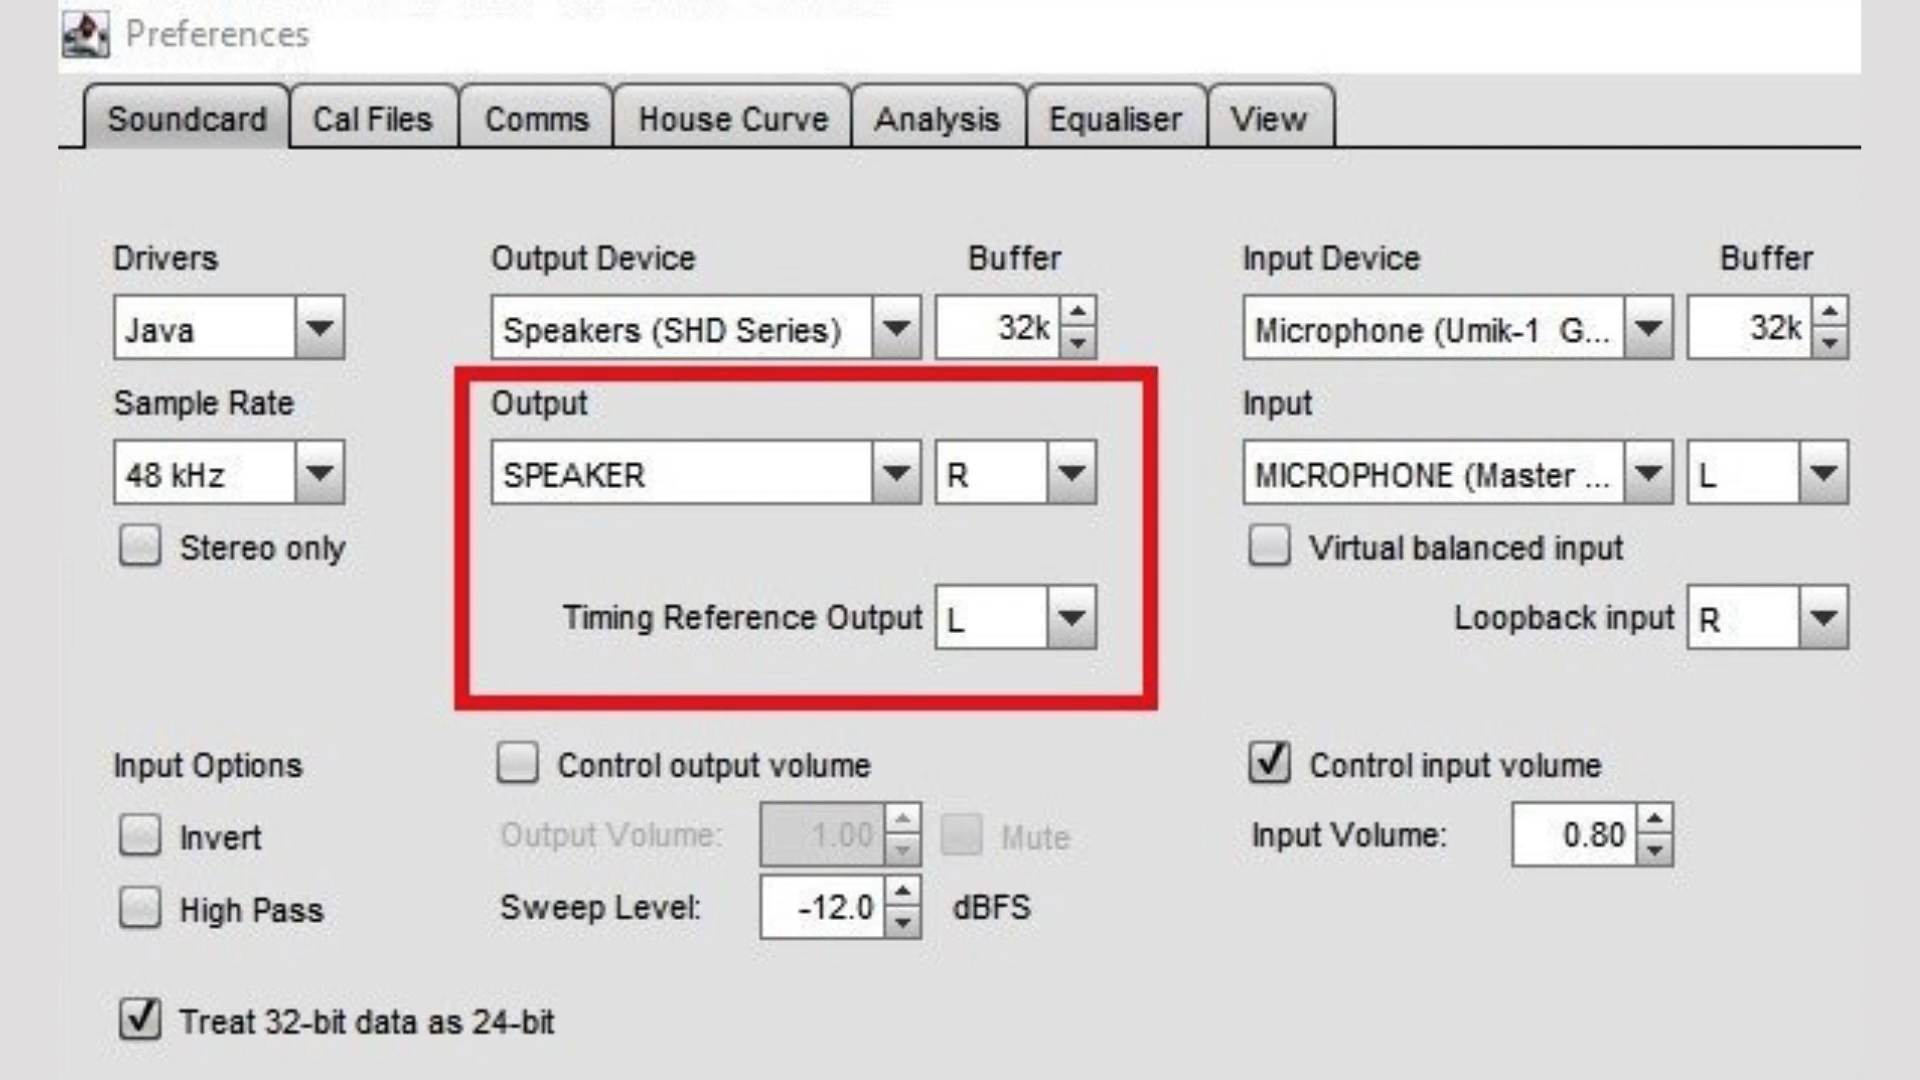 Preferences
Soundcard Cal Files Comms House Curve Analysis Equaliser View
Drivers Output Device Buffer Input Device Buffer
Java Speakers (SHD Series) 32k Microphone (Umik-1 G... 32k
Sample Rate Output Input
48 kHz SPEAKER R MICROPHONE (Master ... L
Stereo only Virtual balanced input
Timing Reference Output L Loopback input R
Input Options Control output volume Control input volume
Invert Output Volume: 1.00 Mute Input Volume: 0.80
High Pass Sweep Level: -12.0 dBFS
Treat 32-bit data as 24-bit